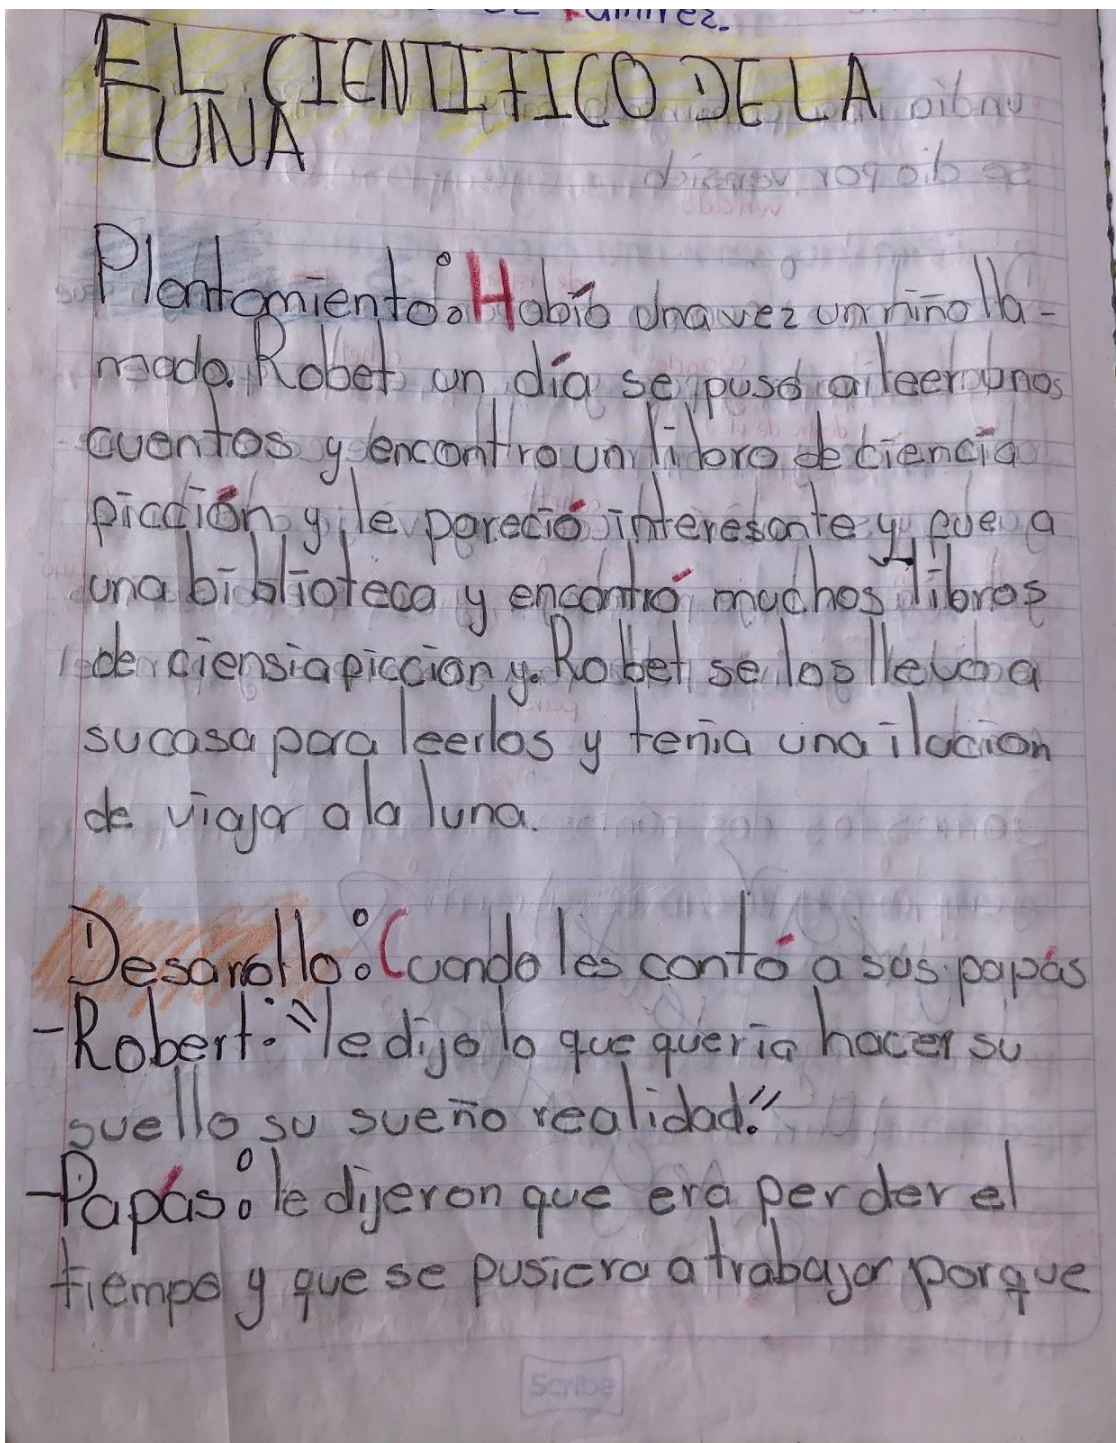 Ramirez.
EL CIENTIFICO DE LA
LUNA
Plantamiento: Había una vez un niño lla-
mado. Robet un día se puso a leer unos
cuentos y encontro un libro de ciencia
picción y le pareció interesante y fue a
una biblioteca y encontró muchos libros
de ciensia piccion y. Robet se los llevo a
su casa para leerlos y tenia una ilacion
de viajar a la luna.
Desarollo: Cuando les contó a sus papás
-Robert: "le dijo lo que queria hacer su
suello su sueño realidad."
-Papás: le dijeron que era perder el
tiempo y que se pusiera a trabajar porque
Scribe